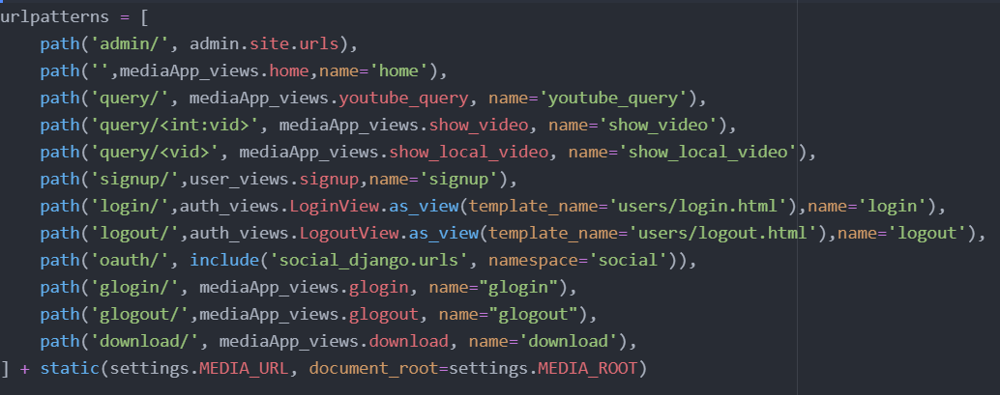 urlpatterns = [
    path('admin/', admin.site.urls),
    path('',mediaApp_views.home,name='home'),
    path('query/', mediaApp_views.youtube_query, name='youtube_query'),
    path('query/<int:vid>', mediaApp_views.show_video, name='show_video'),
    path('query/<vid>', mediaApp_views.show_local_video, name='show_local_video'),
    path('signup/',user_views.signup,name='signup'),
    path('login/',auth_views.LoginView.as_view(template_name='users/login.html'),name='login'),
    path('logout/',auth_views.LogoutView.as_view(template_name='users/logout.html'),name='logout'),
    path('oauth/', include('social_django.urls', namespace='social')),
    path('glogin/', mediaApp_views.glogin, name="glogin"),
    path('glogout/',mediaApp_views.glogout, name="glogout"),
    path('download/', mediaApp_views.download, name='download'),
] + static(settings.MEDIA_URL, document_root=settings.MEDIA_ROOT)